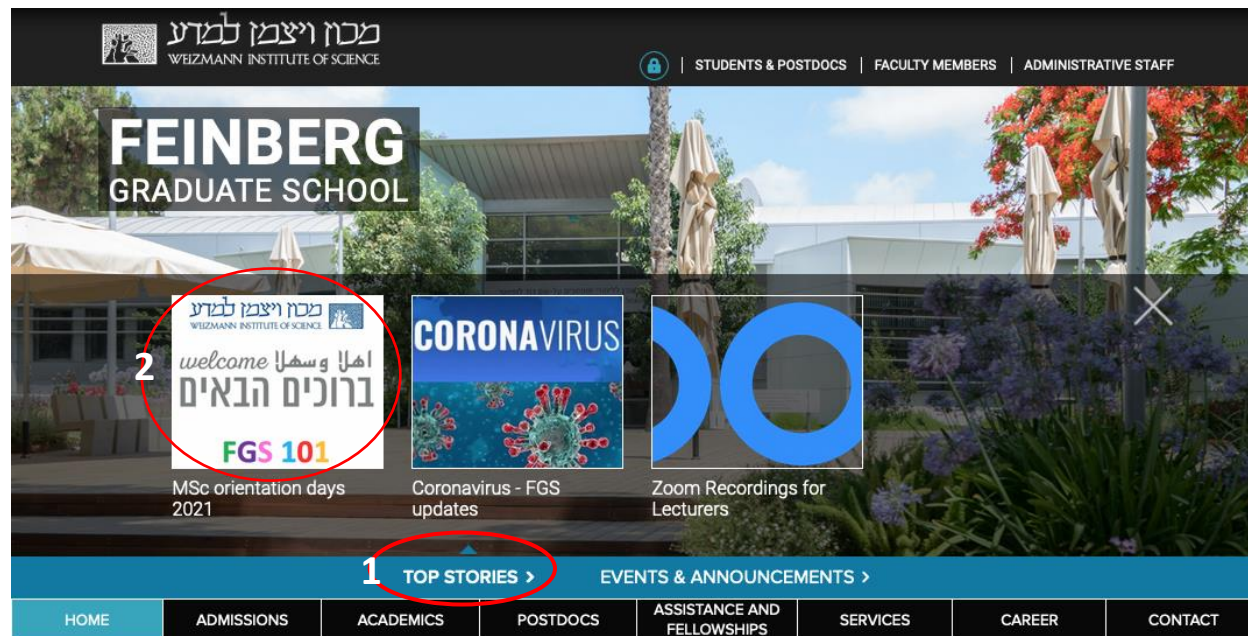 מכון ויצמן למדע
WEIZMANN INSTITUTE OF SCIENCE
STUDENTS & POSTDOCS | FACULTY MEMBERS | ADMINISTRATIVE STAFF
FEINBERG
GRADUATE SCHOOL
2
מכון ויצמן למדע
WEIZMANN INSTITUTE OF SCIENCE
welcome اهلا وسهلا
ברוכים הבאים
FGS 101
MSc orientation days
2021
CORONAVIRUS
Coronavirus - FGS
updates
Zoom Recordings for
Lecturers
1
TOP STORIES >
EVENTS & ANNOUNCEMENTS >
HOME
ADMISSIONS
ACADEMICS
POSTDOCS
ASSISTANCE AND
FELLOWSHIPS
SERVICES
CAREER
CONTACT